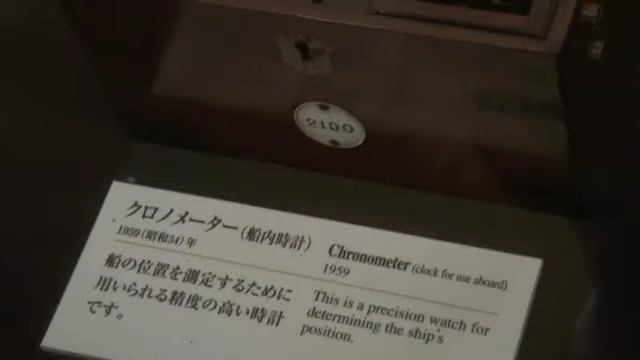 2100
クロノメーター(船内時計)
1959(昭和34)年
船の位置を測定するために
用いられる精度の高い時計
です。
Chronometer (clock for use aboard)
1959
This is a precision watch for
determining the ship's
position.